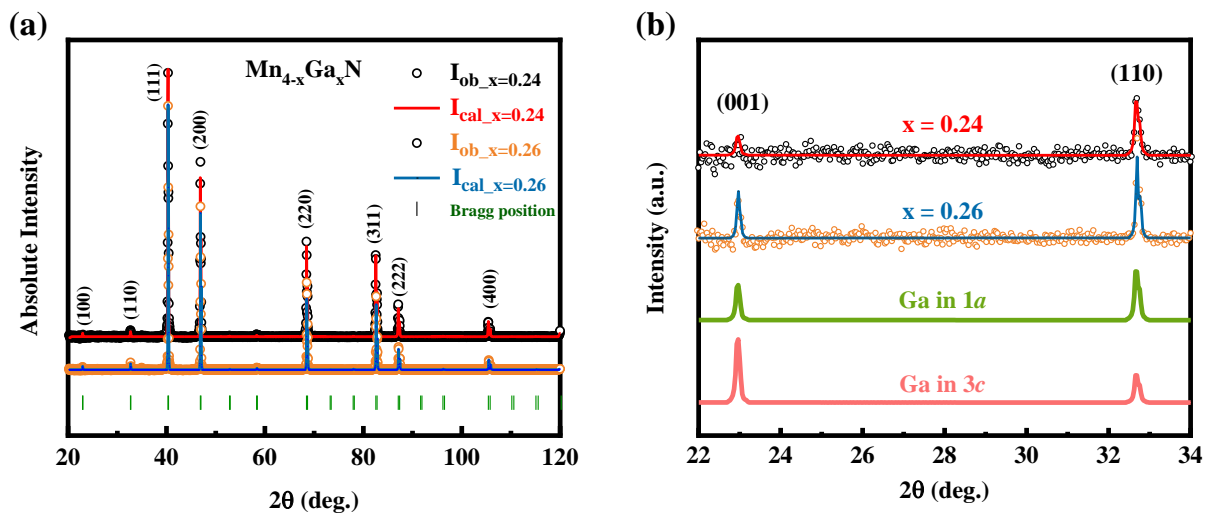 (a)
Mn4-xGaxN
Iob_x=0.24
Ical_x=0.24
Iob_x=0.26
Ical_x=0.26
Bragg position
(100)
(110)
(111)
(200)
(220)
(311)
(222)
(400)
Absolute Intensity
20 40 60 80 100 120
2θ (deg.)
(b)
(001)
(110)
x = 0.24
x = 0.26
Ga in 1a
Ga in 3c
Intensity (a.u.)
22 24 26 28 30 32 34
2θ (deg.)